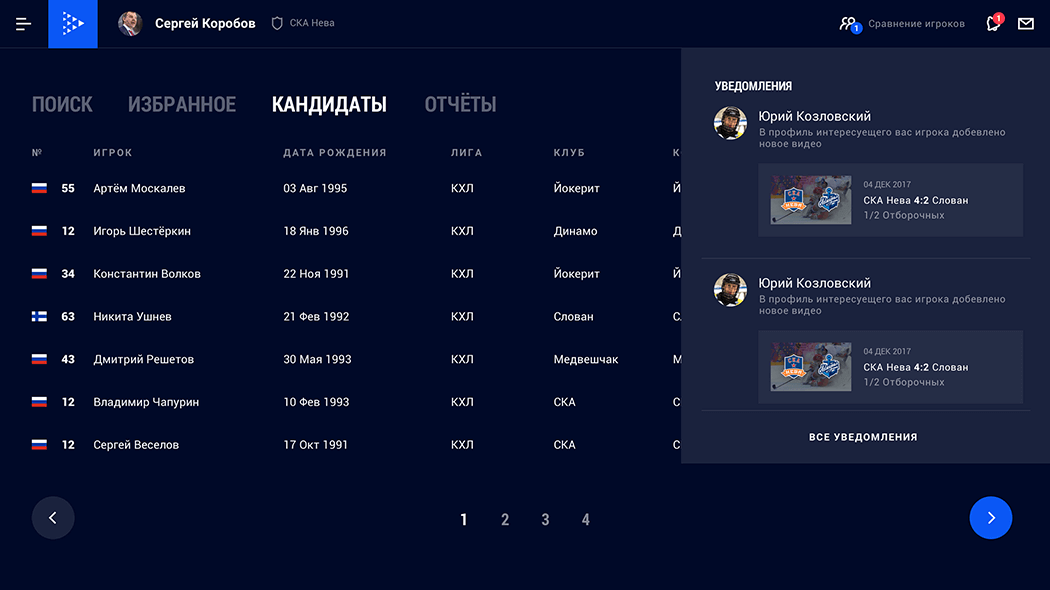 Сергей Коробов
СКА Нева
1
Сравнение игроков
1
ПОИСК ИЗБРАННОЕ КАНДИДАТЫ ОТЧЁТЫ
№ ИГРОК ДАТА РОЖДЕНИЯ ЛИГА КЛУБ К
55 Артём Москалев 03 Авг 1995 КХЛ Йокерит Й
12 Игорь Шестёркин 18 Янв 1996 КХЛ Динамо Д
34 Константин Волков 22 Ноя 1991 КХЛ Йокерит Й
63 Никита Ушнев 21 Фев 1992 КХЛ Слован С
43 Дмитрий Решетов 30 Мая 1993 КХЛ Медвешчак М
12 Владимир Чапурин 10 Фев 1993 КХЛ СКА С
12 Сергей Веселов 17 Окт 1991 КХЛ СКА С
1 2 3 4
УВЕДОМЛЕНИЯ
Юрий Козловский
В профиль интересуещего вас игрока добевлено
новое видео
СКА
НЕВА
04 ДЕК 2017
СКА Нева 4:2 Слован
1/2 Отборочных
Юрий Козловский
В профиль интересуещего вас игрока добевлено
новое видео
СКА
НЕВА
04 ДЕК 2017
СКА Нева 4:2 Слован
1/2 Отборочных
ВСЕ УВЕДОМЛЕНИЯ